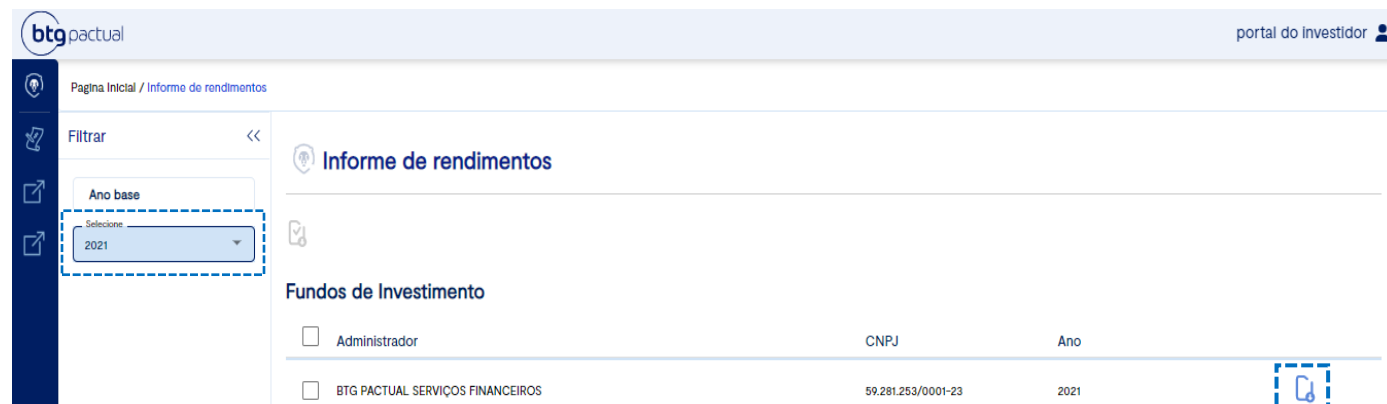 btg pactual
portal do investidor
Pagina Inicial / Informe de rendimentos
Filtrar
Informe de rendimentos
Ano base
Selecione
2021
Fundos de Investimento
Administrador CNPJ Ano
BTG PACTUAL SERVIÇOS FINANCEIROS 59.281.253/0001-23 2021